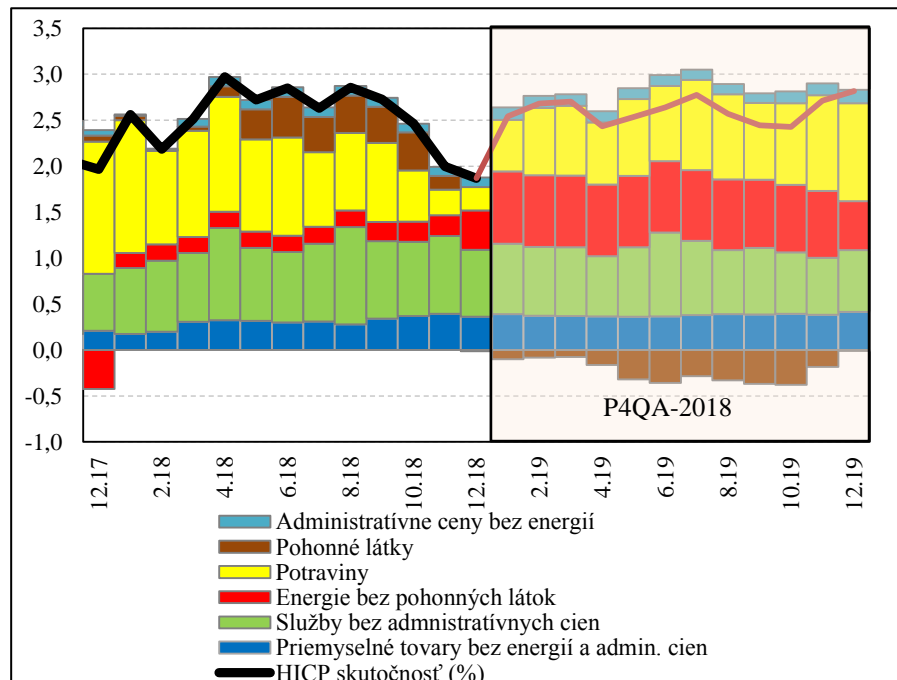 3,5
3,0
2,5
2,0
1,5
1,0
0,5
0,0
-0,5
-1,0
P4QA-2018
12.17
2.18
4.18
6.18
8.18
10.18
12.18
2.19
4.19
6.19
8.19
10.19
12.19
Administratívne ceny bez energií
Pohonné látky
Potraviny
Energie bez pohonných látok
Služby bez admnistratívnych cien
Priemyselné tovary bez energií a admin. cien
HICP skutočnosť (%)